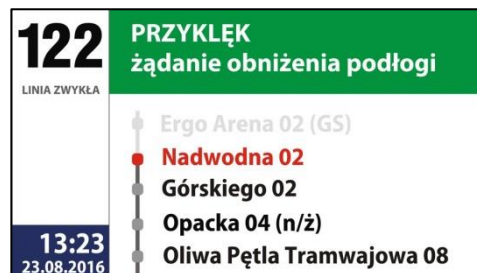 122
LINIA ZWYKŁA
PRZYKLĘK
żądanie obniżenia podłogi
Ergo Arena 02 (GS)
Nadwodna 02
Górskiego 02
Opacka 04 (n/ż)
Oliwa Pętla Tramwajowa 08
13:23
23.08.2016